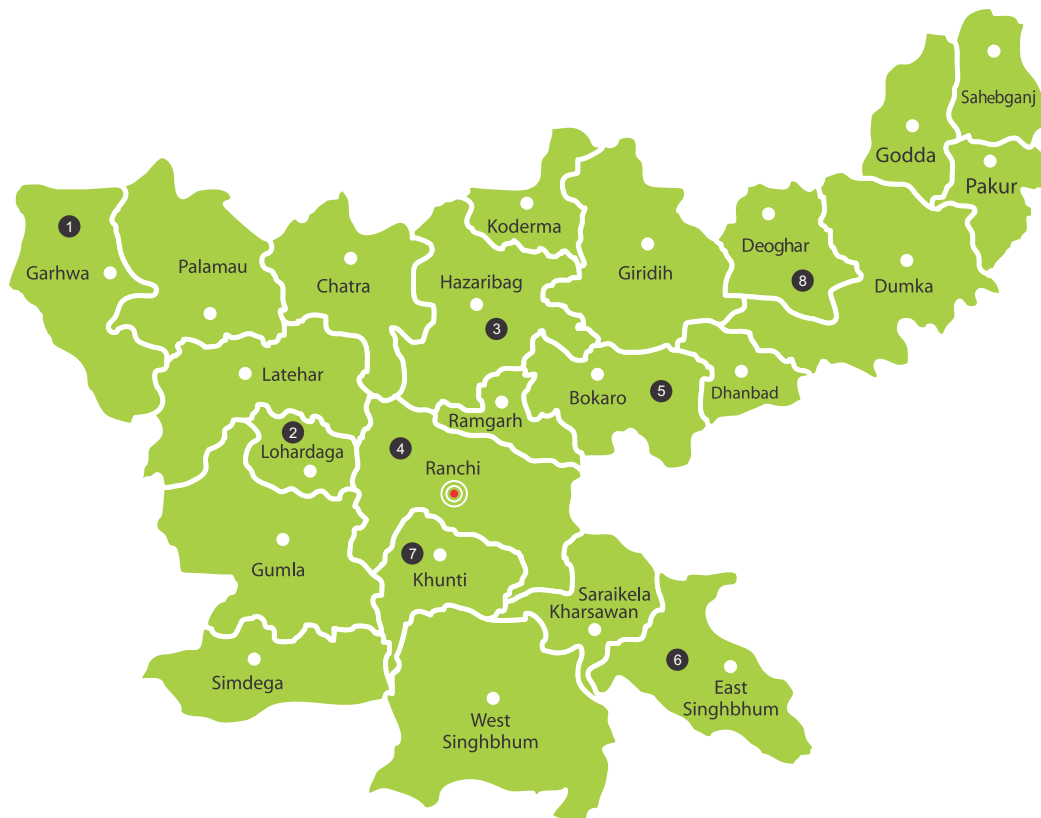 Sahebganj
Godda
Pakur
1
Garhwa
Palamau
Chatra
Koderma
Hazaribag
3
Giridih
Deoghar
8
Dumka
Latehar
Bokaro
5
Dhanbad
Ramgarh
2
Lohardaga
4
Ranchi
Gumla
7
Khunti
Saraikela
Kharsawan
Simdega
6
East
Singhbhum
West
Singhbhum